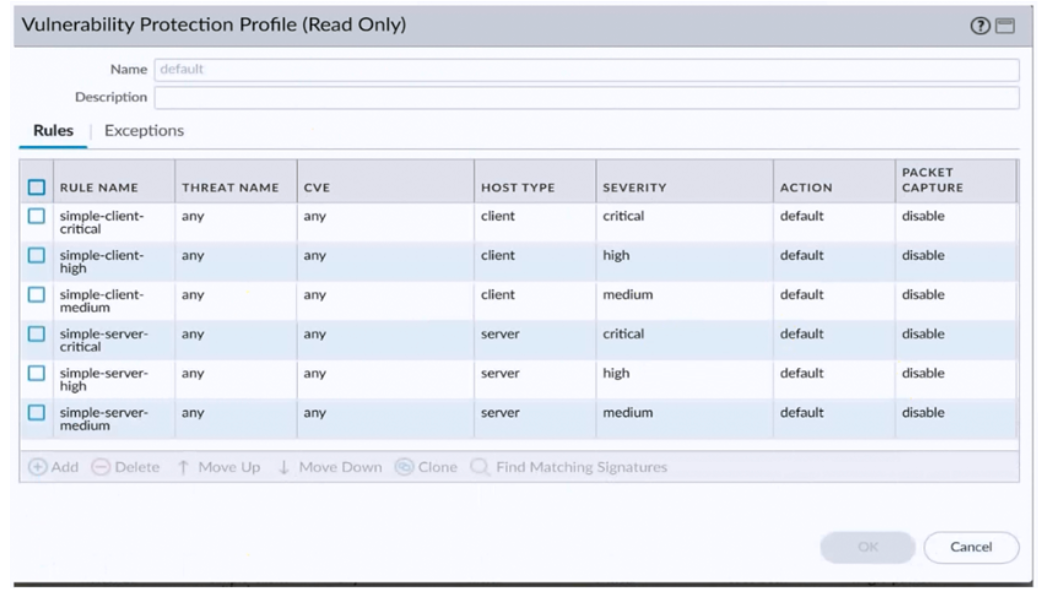 Vulnerability Protection Profile (Read Only)
Name default
Description
Rules Exceptions
RULE NAME THREAT NAME CVE HOST TYPE SEVERITY ACTION PACKET CAPTURE
simple-client-critical any any client critical default disable
simple-client-high any any client high default disable
simple-client-medium any any client medium default disable
simple-server-critical any any server critical default disable
simple-server-high any any server high default disable
simple-server-medium any any server medium default disable
Add Delete Move Up Move Down Clone Find Matching Signatures
OK Cancel